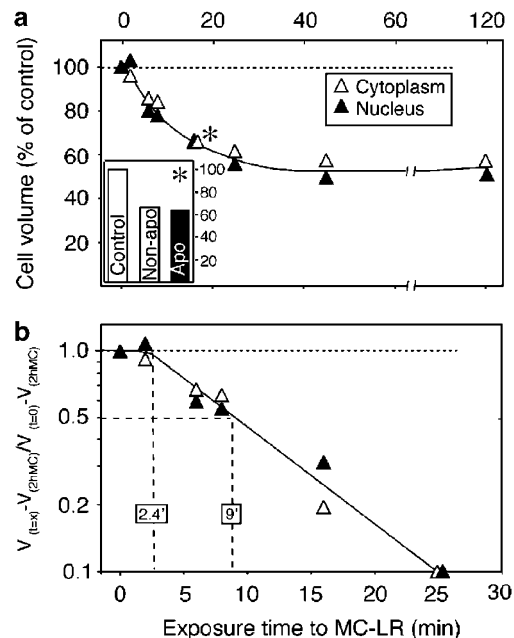 a
0 20 40 120
Cell volume (% of control)
100
80
60
40
20
△ Cytoplasm
▲ Nucleus
*
* 100
80
60
40
20
Control
Non-apo
Apo
b
V(t=x)-V(2hMC)/V(t=0)-V(2hMC)
1.0
0.5
0.2
0.1
2.4'
9'
0 5 10 15 20 25 30
Exposure time to MC-LR (min)